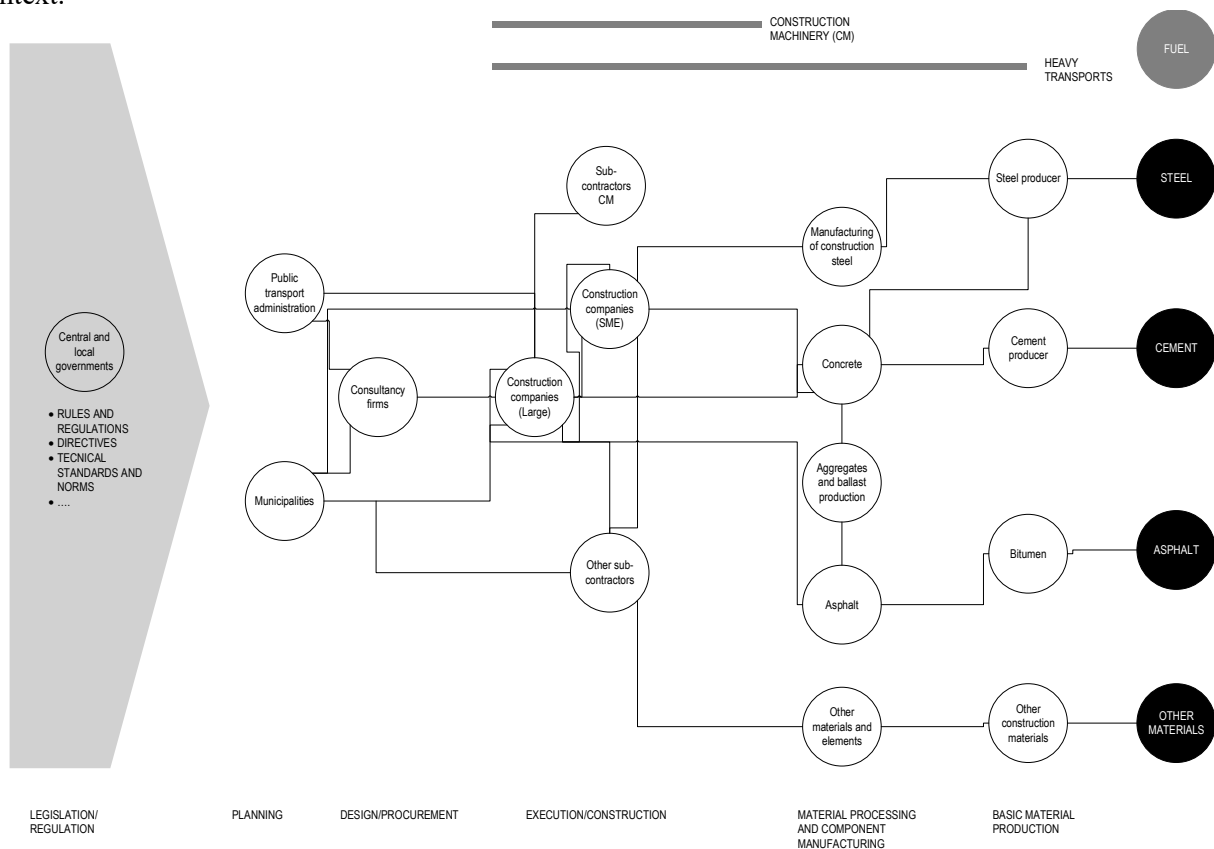 ntext.
CONSTRUCTION
MACHINERY (CM)
FUEL
HEAVY
TRANSPORTS
Sub-
contractors
CM
Steel producer
STEEL
Manufacturing
of construction
steel
Public
transport
administration
Construction
companies
(SME)
Central and
local
governments
Concrete
Cement
producer
CEMENT
Consultancy
firms
Construction
companies
(Large)
• RULES AND
REGULATIONS
• DIRECTIVES
• TECNICAL
STANDARDS AND
NORMS
• ....
Aggregates
and ballast
production
Municipalities
Other sub-
contractors
Bitumen
ASPHALT
Asphalt
Other
materials and
elements
Other
construction
materials
OTHER
MATERIALS
LEGISLATION/
REGULATION
PLANNING
DESIGN/PROCUREMENT
EXECUTION/CONSTRUCTION
MATERIAL PROCESSING
AND COMPONENT
MANUFACTURING
BASIC MATERIAL
PRODUCTION